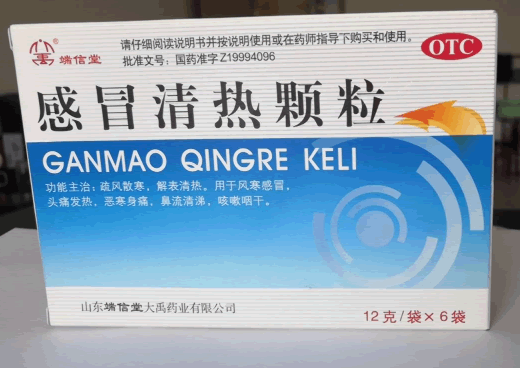 端信堂
请仔细阅读说明书并按说明使用或在药师指导下购买和使用。
批准文号：国药准字Z19994096
OTC
感冒清热颗粒
GANMAO QINGRE KELI
功能主治：疏风散寒，解表清热。用于风寒感冒，
头痛发热，恶寒身痛，鼻流清涕，咳嗽咽干。
山东端信堂大禹药业有限公司
12克/袋×6袋